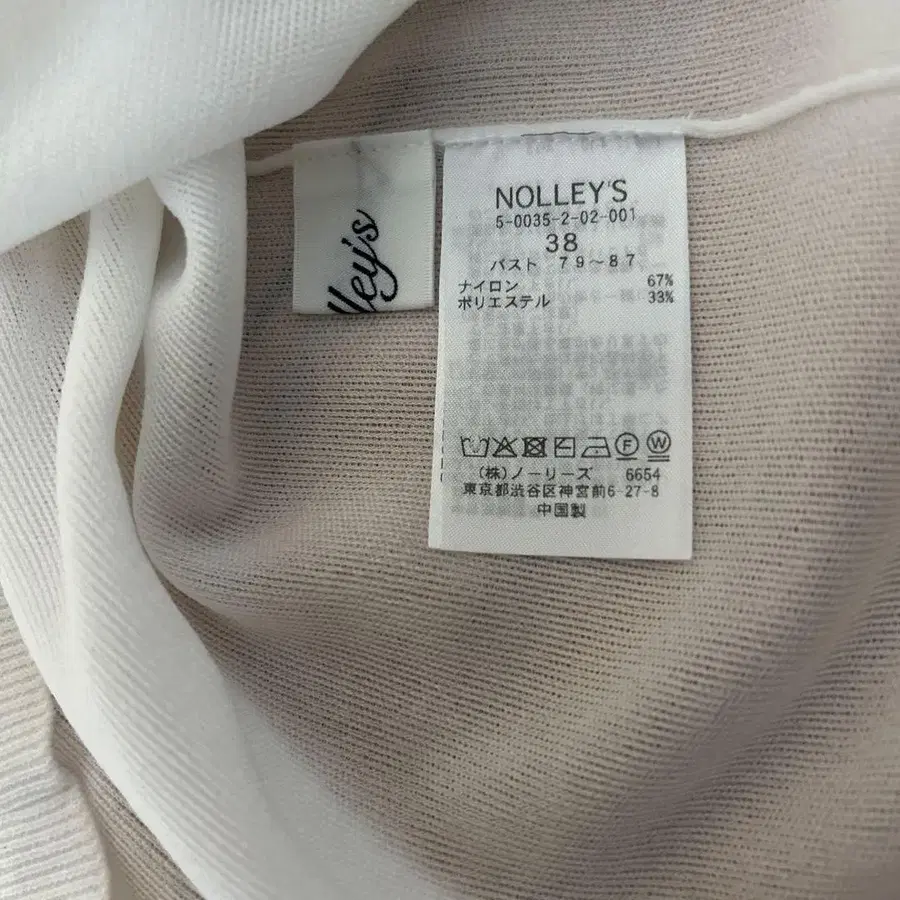 lley's
NOLLEY'S
5-0035-2-02-001
38
バスト 79～87
ナイロン 67%
ポリエステル 33%
F W
(株)ノーリーズ 6654
東京都渋谷区神宮前6-27-8
中国製